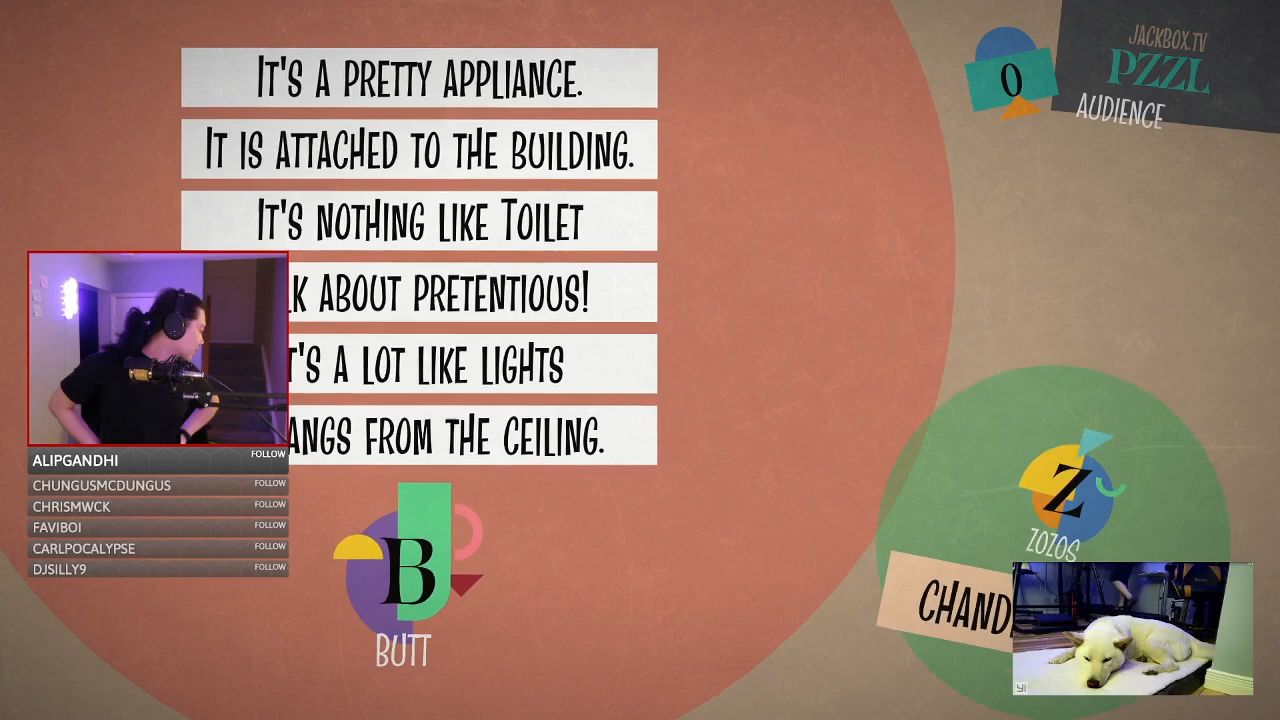 IT'S A PRETTY APPLIANCE.
IT IS ATTACHED TO THE BUILDING.
IT'S NOTHING LIKE TOILET
ABOUT PRETENTIOUS!
IT'S A LOT LIKE LIGHTS
FROM THE CEILING.
B
BUTT
0
JACKBOX.TV
PZZL
AUDIENCE
ALIPGANDHI FOLLOW
CHUNGUSMCDUNGUS FOLLOW
CHRISMWCK FOLLOW
FAVIBOI FOLLOW
CARLPOCALYPSE FOLLOW
DJSILLY9 FOLLOW
Z
ZOZOS
YI